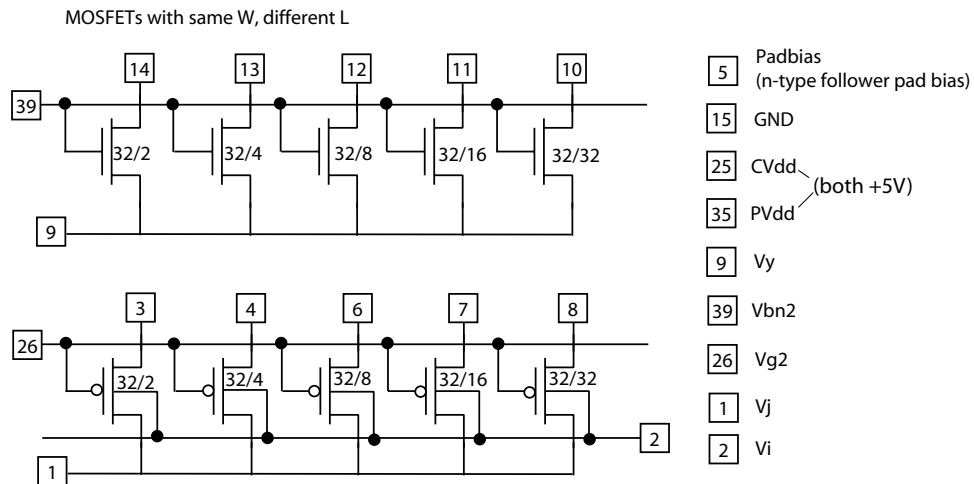 MOSFETs with same W, different L
14 13 12 11 10
39
32/2 32/4 32/8 32/16 32/32
9
3 4 6 7 8
26
32/2 32/4 32/8 32/16 32/32
2
1
5 Padbias
(n-type follower pad bias)
15 GND
25 CVdd
(both +5V)
35 PVdd
9 Vy
39 Vbn2
26 Vg2
1 Vj
2 Vi